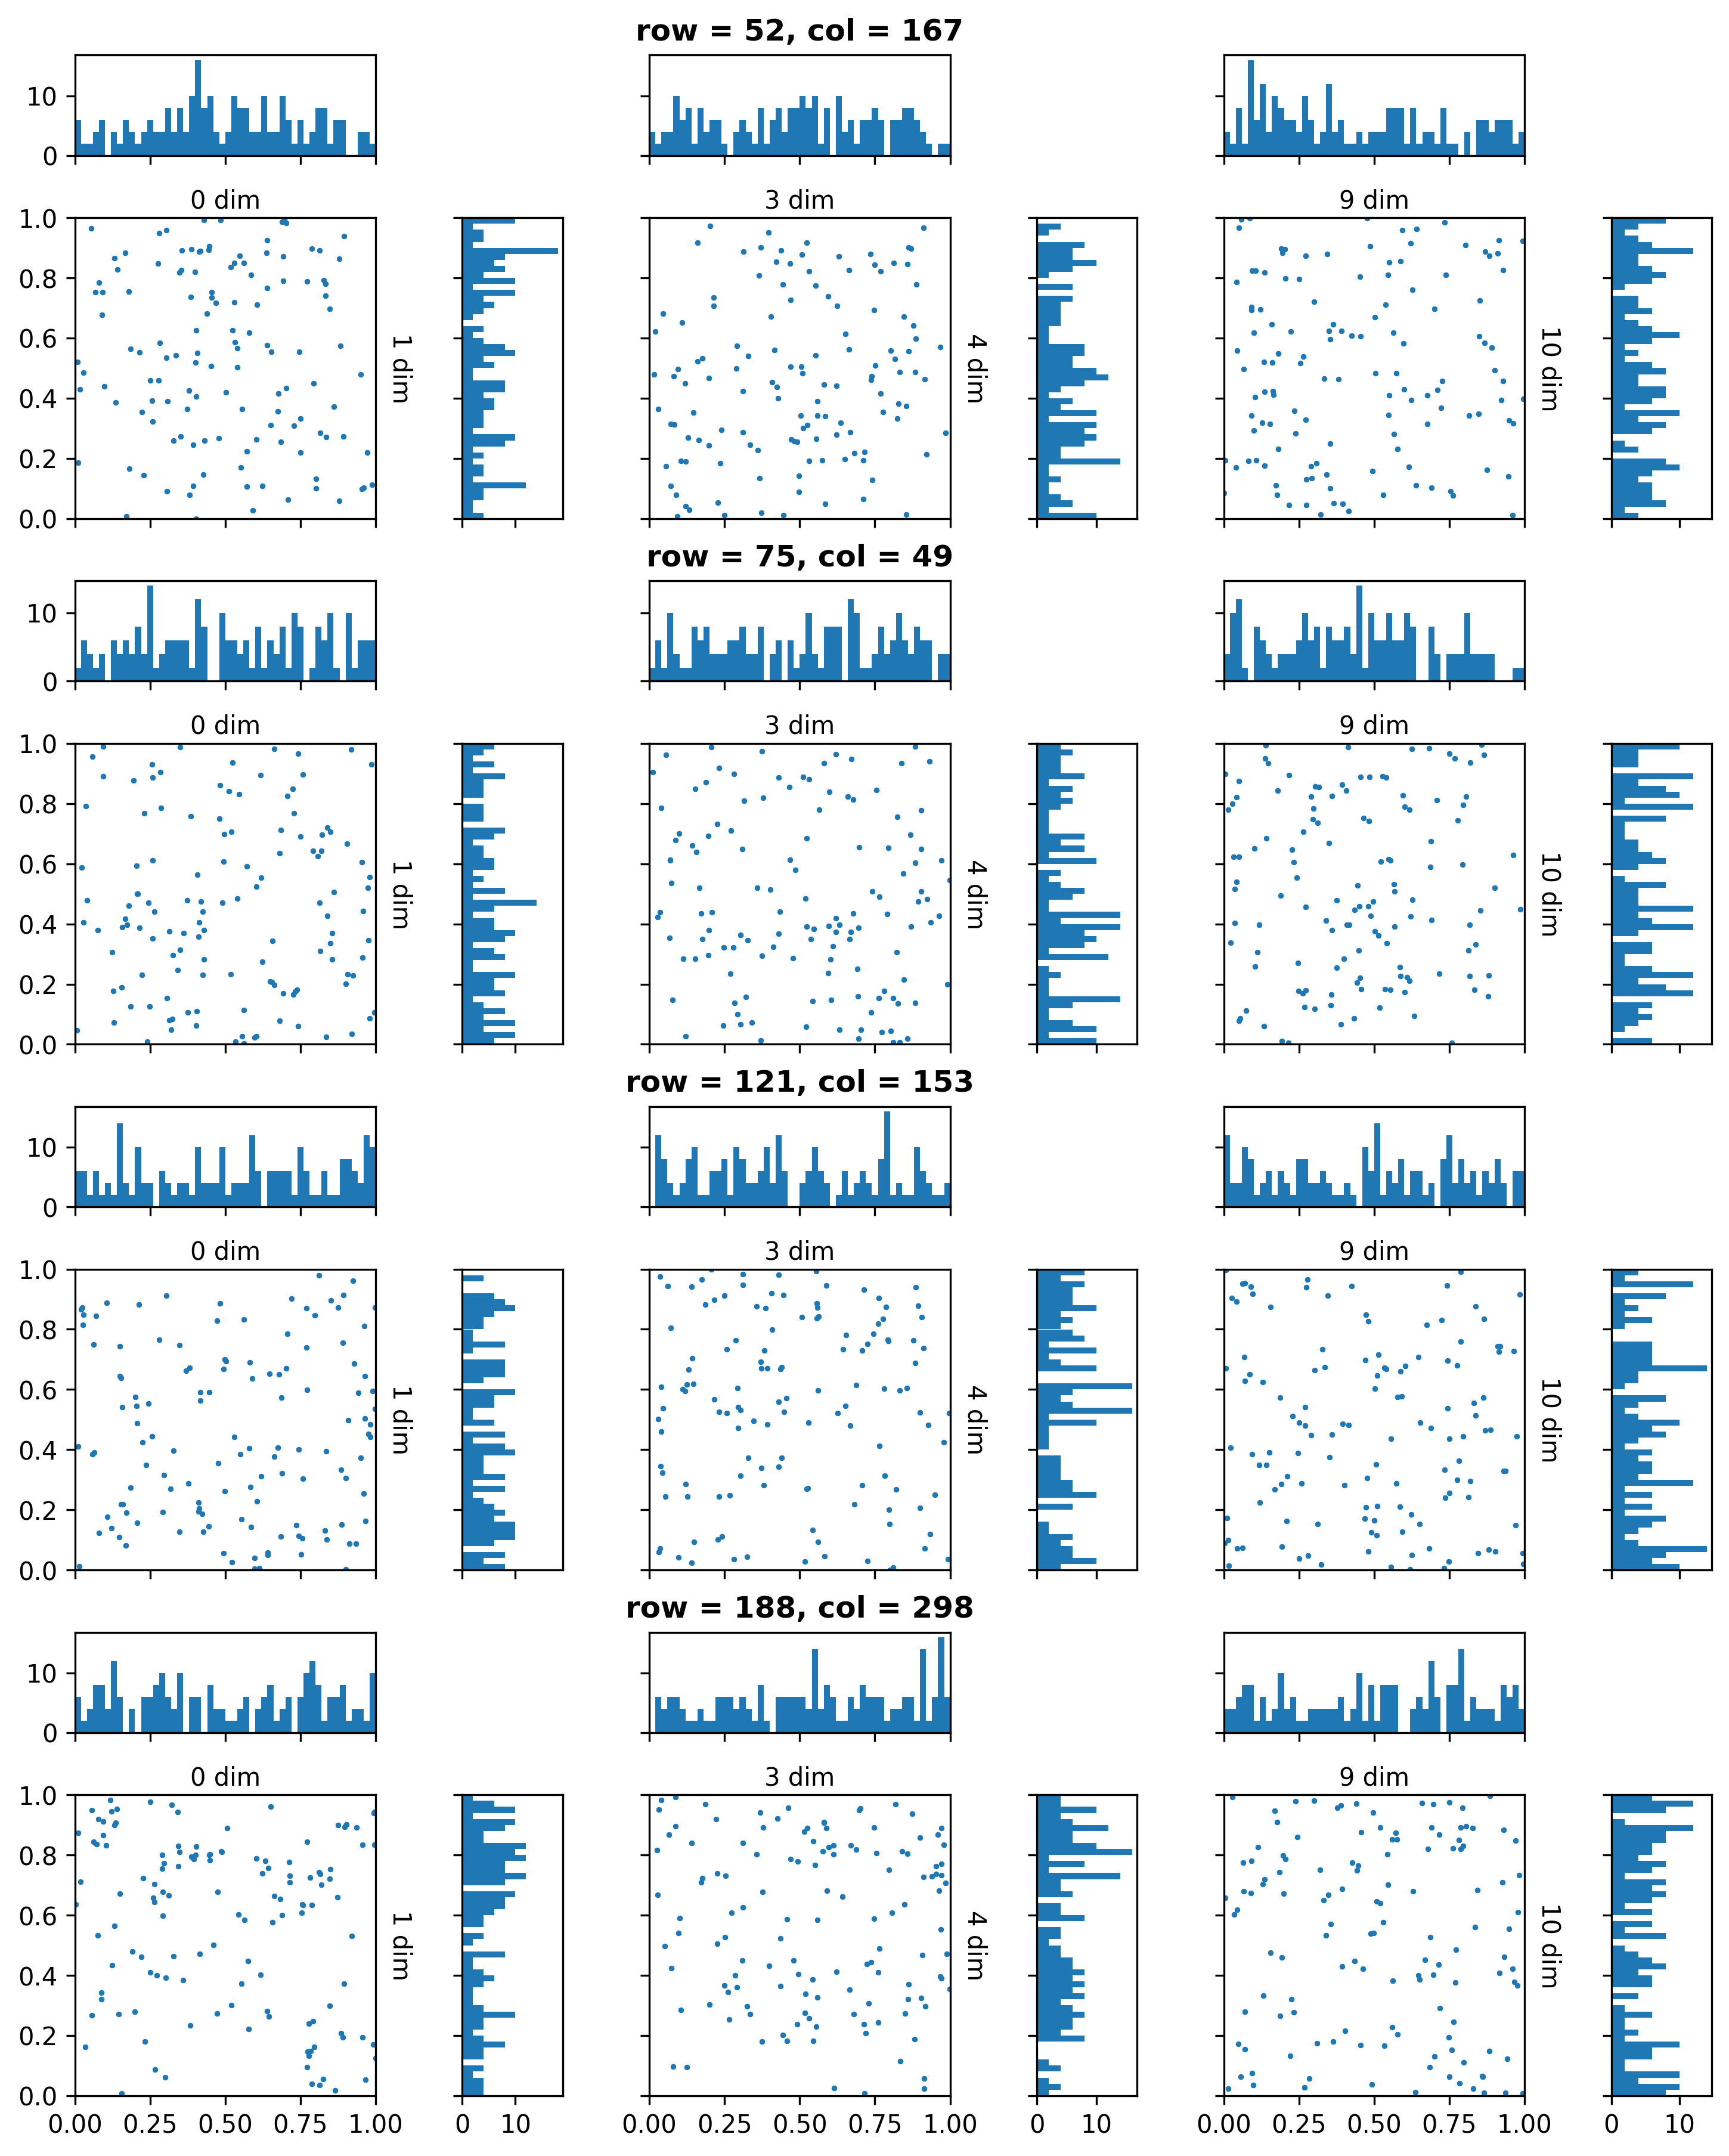 row = 52, col = 167
10
0
0 dim
3 dim
9 dim
1.0
0.8
0.6
0.4
0.2
0.0
1 dim
4 dim
10 dim
row = 75, col = 49
10
0
0 dim
3 dim
9 dim
1.0
0.8
0.6
0.4
0.2
0.0
1 dim
4 dim
10 dim
row = 121, col = 153
10
0
0 dim
3 dim
9 dim
1.0
0.8
0.6
0.4
0.2
0.0
1 dim
4 dim
10 dim
row = 188, col = 298
10
0
0 dim
3 dim
9 dim
1.0
0.8
0.6
0.4
0.2
0.0
1 dim
4 dim
10 dim
0.00 0.25 0.50 0.75 1.00
0 10
0.00 0.25 0.50 0.75 1.00
0 10
0.00 0.25 0.50 0.75 1.00
0 10